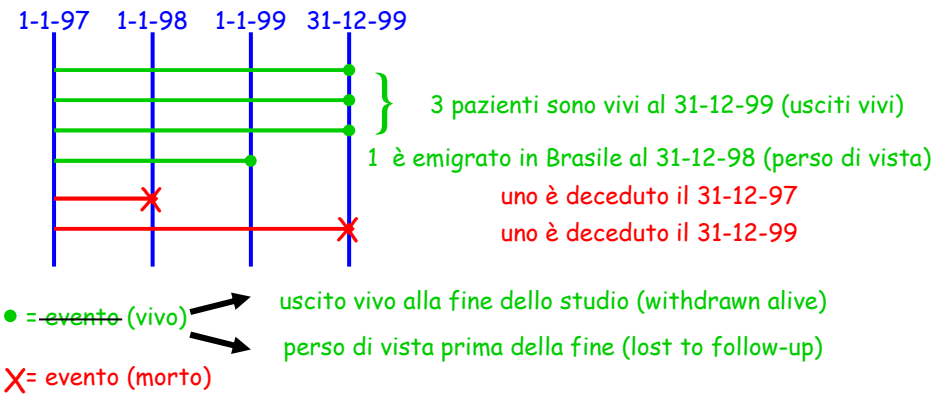 1-1-97 1-1-98 1-1-99 31-12-99
3 pazienti sono vivi al 31-12-99 (usciti vivi)
1 è emigrato in Brasile al 31-12-98 (perso di vista)
uno è deceduto il 31-12-97
uno è deceduto il 31-12-99
uscito vivo alla fine dello studio (withdrawn alive)
= evento (vivo)
perso di vista prima della fine (lost to follow-up)
= evento (morto)